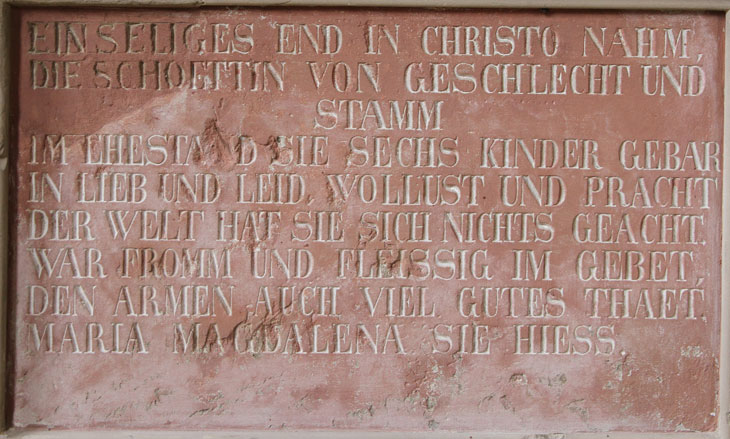 EIN SELIGES END IN CHRISTO NAHM,
DIE SCHOETTIN VON GESCHLECHT UND
STAMM
IM EHESTAND SIE SECHS KINDER GEBAR
IN LIEB UND LEID, WOLLUST UND PRACHT
DER WELT HAT SIE SICH NICHTS GEACHT.
WAR FROMM UND FLEISSIG IM GEBET,
DEN ARMEN AUCH VIEL GUTES THAET.
MARIA MAGDALENA SIE HIESS.